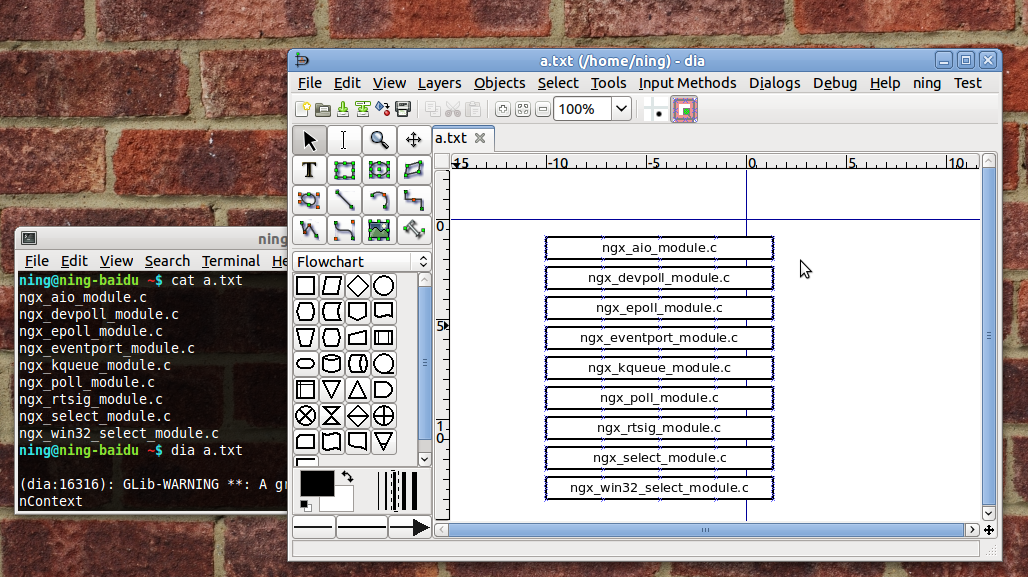 a.txt (/home/ning) - dia
File Edit View Layers Objects Select Tools Input Methods Dialogs Debug Help ning Test
100%
a.txt
-15 -10 -5 0 5 10
T
0
5
10
Flowchart
ngx_aio_module.c
ngx_devpoll_module.c
ngx_epoll_module.c
ngx_eventport_module.c
ngx_kqueue_module.c
ngx_poll_module.c
ngx_rtsig_module.c
ngx_select_module.c
ngx_win32_select_module.c
ning
File Edit View Search Terminal He
ning@ning-baidu ~$ cat a.txt
ngx_aio_module.c
ngx_devpoll_module.c
ngx_epoll_module.c
ngx_eventport_module.c
ngx_kqueue_module.c
ngx_poll_module.c
ngx_rtsig_module.c
ngx_select_module.c
ngx_win32_select_module.c
ning@ning-baidu ~$ dia a.txt
(dia:16316): GLib-WARNING **: A gr
nContext